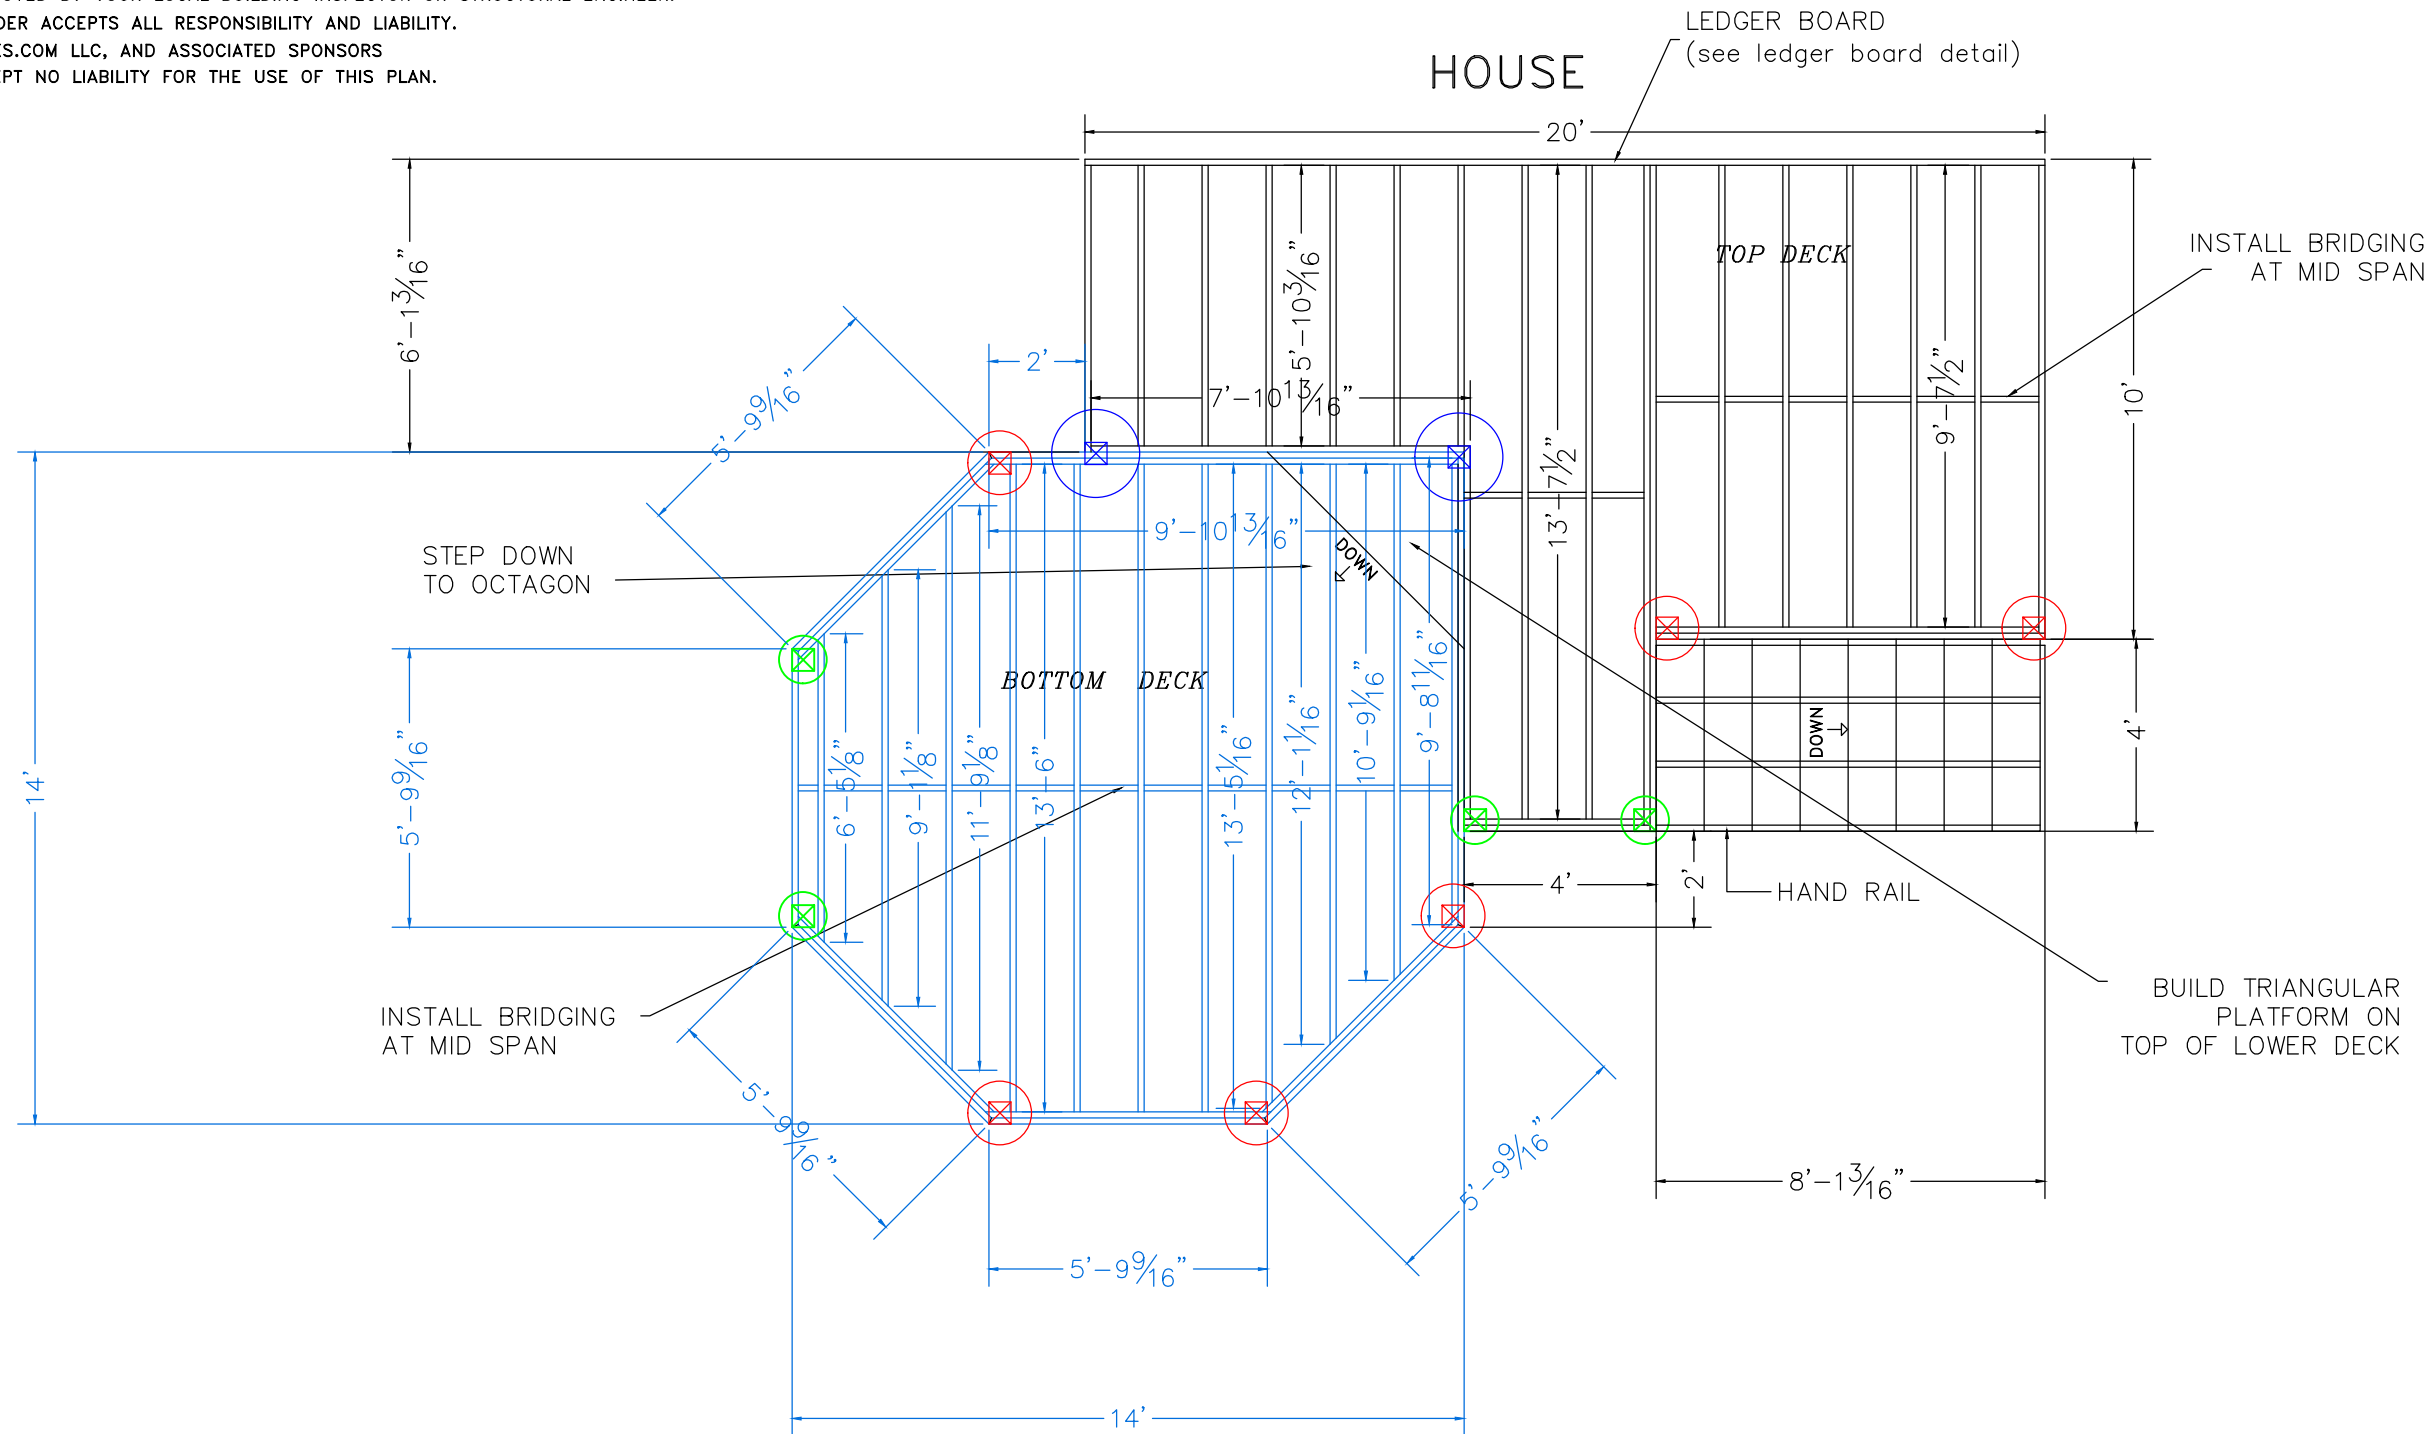 DER ACCEPTS ALL RESPONSIBILITY AND LIABILITY.
ES.COM LLC, AND ASSOCIATED SPONSORS
EPT NO LIABILITY FOR THE USE OF THIS PLAN.
LEDGER BOARD
(see ledger board detail)
HOUSE
20'
6'-1 3/16"
5'-10 3/16"
TOP DECK
INSTALL BRIDGING
AT MID SPAN
2'
7'-10 13/16"
9'-7 1/2"
10'
5'-9 9/16"
13'-7 1/2"
9'-10 13/16"
STEP DOWN
TO OCTAGON
DOWN
BOTTOM DECK
14'
5'-9 9/16"
6'-5 1/8"
9'-1 1/8"
11'-9 1/8"
13'-6"
13'-5 1/16"
12'-1 1/16"
10'-9 1/16"
9'-8 11/16"
DOWN
4'
4'
2'
HAND RAIL
INSTALL BRIDGING
AT MID SPAN
BUILD TRIANGULAR
PLATFORM ON
TOP OF LOWER DECK
5'-9 9/16"
5'-9 9/16"
8'-1 3/16"
5'-9 9/16"
14'